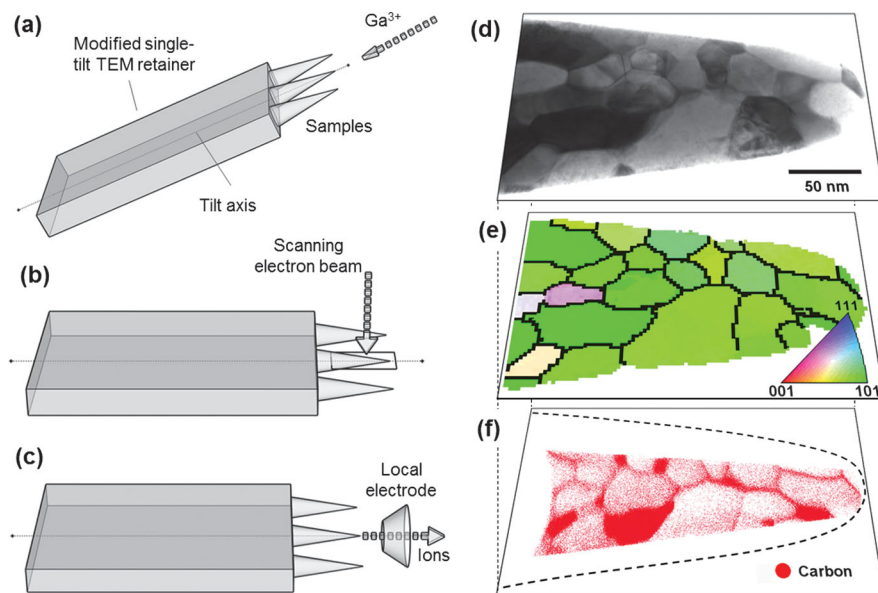 (a)
Modified single-
tilt TEM retainer
Ga³⁺
Samples
Tilt axis
(b)
Scanning
electron beam
(c)
Local
electrode
Ions
(d)
50 nm
(e)
111
001
101
(f)
Carbon